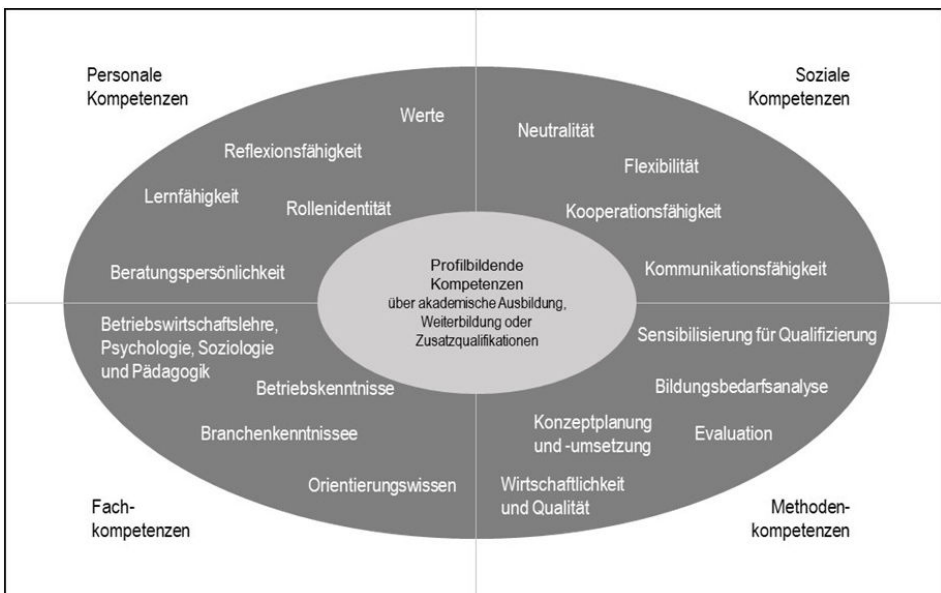 Personale
Kompetenzen
Soziale
Kompetenzen
Werte
Reflexionsfähigkeit
Lernfähigkeit
Rollenidentität
Beratungspersönlichkeit
Neutralität
Flexibilität
Kooperationsfähigkeit
Kommunikationsfähigkeit
Profilbildende
Kompetenzen
über akademische Ausbildung,
Weiterbildung oder
Zusatzqualifikationen
Betriebswirtschaftslehre,
Psychologie, Soziologie
und Pädagogik
Betriebskenntnisse
Branchenkenntnissee
Orientierungswissen
Sensibilisierung für Qualifizierung
Bildungsbedarfsanalyse
Konzeptplanung
und -umsetzung
Evaluation
Wirtschaftlichkeit
und Qualität
Fach-
kompetenzen
Methoden-
kompetenzen